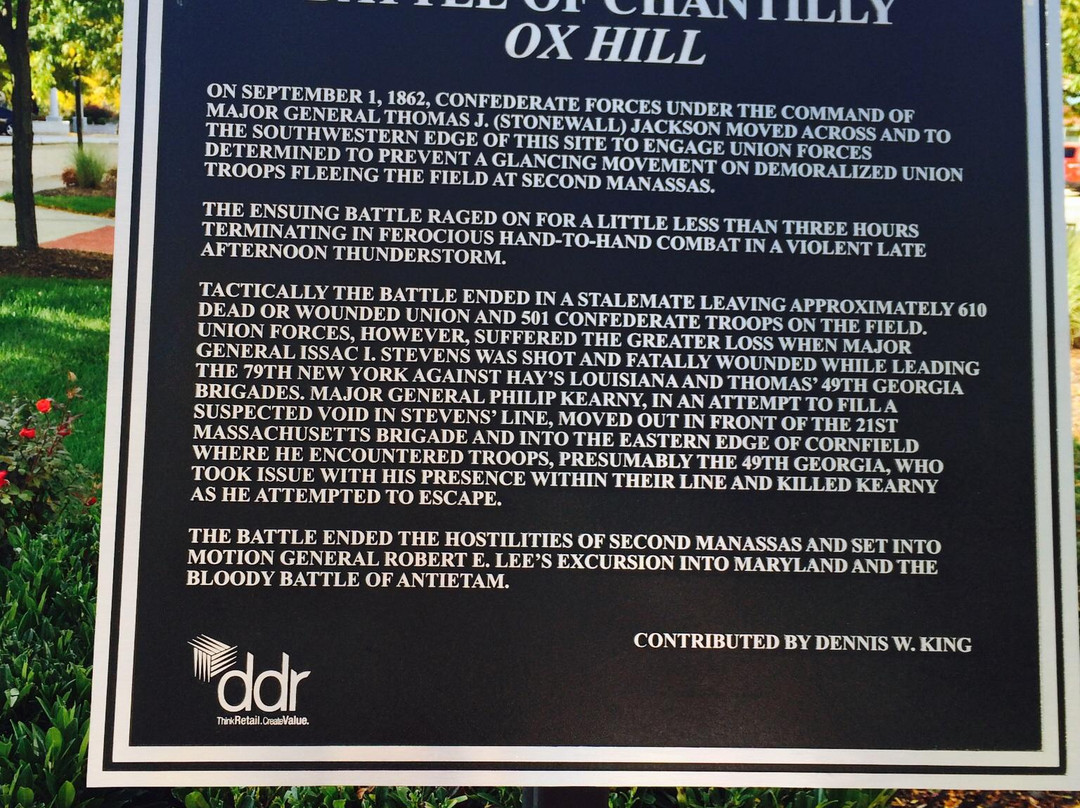 BATTLE OF CHANTILLY
OX HILL
ON SEPTEMBER 1, 1862, CONFEDERATE FORCES UNDER THE COMMAND OF
MAJOR GENERAL THOMAS J. (STONEWALL) JACKSON MOVED ACROSS AND TO
THE SOUTHWESTERN EDGE OF THIS SITE TO ENGAGE UNION FORCES
DETERMINED TO PREVENT A GLANCING MOVEMENT ON DEMORALIZED UNION
TROOPS FLEEING THE FIELD AT SECOND MANASSAS.
THE ENSUING BATTLE RAGED ON FOR A LITTLE LESS THAN THREE HOURS
TERMINATING IN FEROCIOUS HAND-TO-HAND COMBAT IN A VIOLENT LATE
AFTERNOON THUNDERSTORM.
TACTICALLY THE BATTLE ENDED IN A STALEMATE LEAVING APPROXIMATELY 610
DEAD OR WOUNDED UNION AND 501 CONFEDERATE TROOPS ON THE FIELD.
UNION FORCES, HOWEVER, SUFFERED THE GREATER LOSS WHEN MAJOR
GENERAL ISSAC I. STEVENS WAS SHOT AND FATALLY WOUNDED WHILE LEADING
THE 79TH NEW YORK AGAINST HAY'S LOUISIANA AND THOMAS' 49TH GEORGIA
BRIGADES. MAJOR GENERAL PHILIP KEARNY, IN AN ATTEMPT TO FILL A
SUSPECTED VOID IN STEVENS' LINE, MOVED OUT IN FRONT OF THE 21ST
MASSACHUSETTS BRIGADE AND INTO THE EASTERN EDGE OF CORNFIELD
WHERE HE ENCOUNTERED TROOPS, PRESUMABLY THE 49TH GEORGIA, WHO
TOOK ISSUE WITH HIS PRESENCE WITHIN THEIR LINE AND KILLED KEARNY
AS HE ATTEMPTED TO ESCAPE.
THE BATTLE ENDED THE HOSTILITIES OF SECOND MANASSAS AND SET INTO
MOTION GENERAL ROBERT E. LEE'S EXCURSION INTO MARYLAND AND THE
BLOODY BATTLE OF ANTIETAM.
CONTRIBUTED BY DENNIS W. KING
ddr
ThinkRetail.CreateValue.